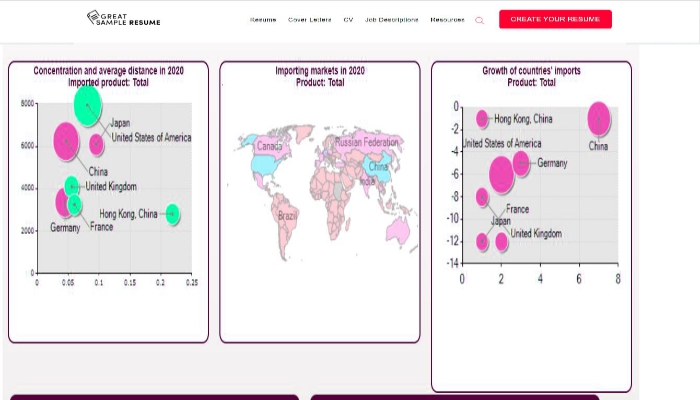 GREAT
SAMPLE RESUME
Resume Cover Letters CV Job Descriptions Resources
CREATE YOUR RESUME
Concentration and average distance in 2020
Imported product: Total
8000
6000
4000
2000
0
0 0.05 0.1 0.15 0.2 0.25
Japan
United States of America
China
United Kingdom
Hong Kong, China
Germany
France
Importing markets in 2020
Product: Total
Canada
Russian Federation
China
India
Brazil
Growth of countries' imports
Product: Total
0
-2
-4
-6
-8
-10
-12
-14
0 2 4 6 8
Hong Kong, China
China
United States of America
Germany
France
Japan
United Kingdom